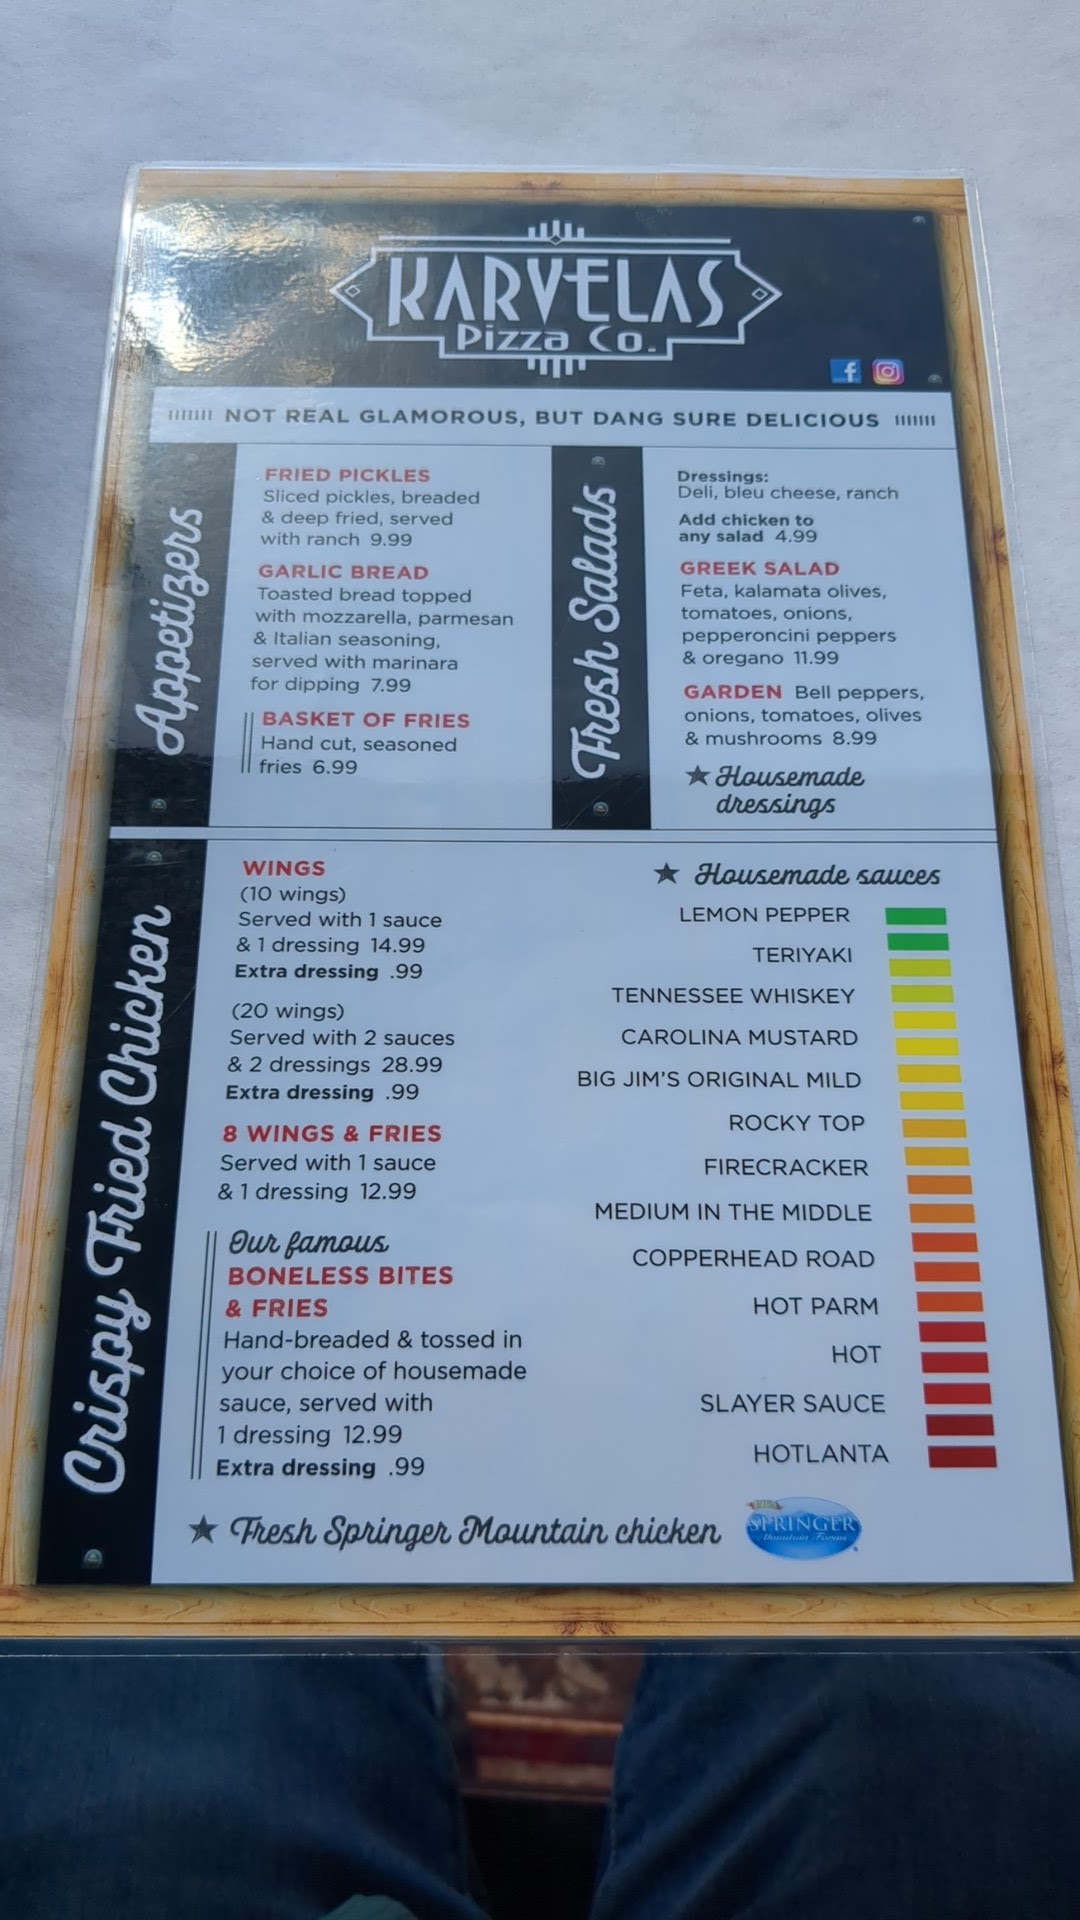 KARVELAS
Pizza Co.
NOT REAL GLAMOROUS, BUT DANG SURE DELICIOUS
Appetizers
FRIED PICKLES
Sliced pickles, breaded
& deep fried, served
with ranch 9.99
GARLIC BREAD
Toasted bread topped
with mozzarella, parmesan
& Italian seasoning,
served with marinara
for dipping 7.99
BASKET OF FRIES
Hand cut, seasoned
fries 6.99
Fresh Salads
Dressings:
Deli, bleu cheese, ranch
Add chicken to
any salad 4.99
GREEK SALAD
Feta, kalamata olives,
tomatoes, onions,
pepperoncini peppers
& oregano 11.99
GARDEN Bell peppers,
onions, tomatoes, olives
& mushrooms 8.99
★ Housemade
dressings
Crispy Fried Chicken
WINGS
(10 wings)
Served with 1 sauce
& 1 dressing 14.99
Extra dressing .99
(20 wings)
Served with 2 sauces
& 2 dressings 28.99
Extra dressing .99
8 WINGS & FRIES
Served with 1 sauce
& 1 dressing 12.99
Our famous
BONELESS BITES
& FRIES
Hand-breaded & tossed in
your choice of housemade
sauce, served with
1 dressing 12.99
Extra dressing .99
★ Housemade sauces
LEMON PEPPER
TERIYAKI
TENNESSEE WHISKEY
CAROLINA MUSTARD
BIG JIM'S ORIGINAL MILD
ROCKY TOP
FIRECRACKER
MEDIUM IN THE MIDDLE
COPPERHEAD ROAD
HOT PARM
HOT
SLAYER SAUCE
HOTLANTA
★ Fresh Springer Mountain chicken
SPRINGER
Mountain Farms